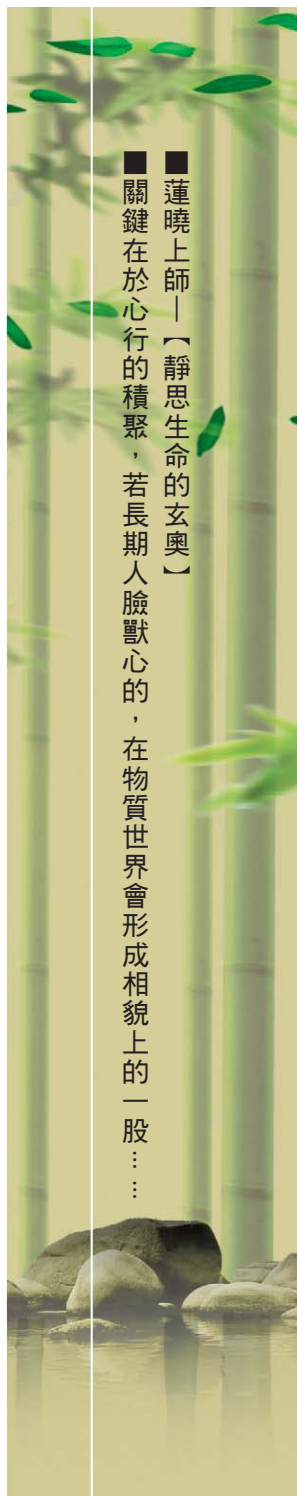 ■蓮曉上師—【靜思生命的玄奧】
■關鍵在於心行的積聚，若長期人臉獸心的，在物質世界會形成相貌上的一股……